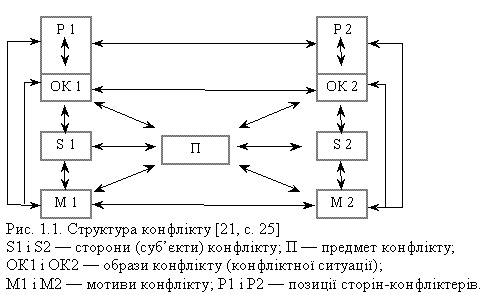 Р 1 Р 2
ОК 1 ОК 2
S 1 П S 2
М 1 М 2
Рис. 1.1. Структура конфлікту [21, с. 25]
S1 і S2 — сторони (суб’єкти) конфлікту; П — предмет конфлікту;
ОК1 і ОК2 — образи конфлікту (конфліктної ситуації);
М1 і М2 — мотиви конфлікту; Р1 і Р2 — позиції сторін-конфліктерів.